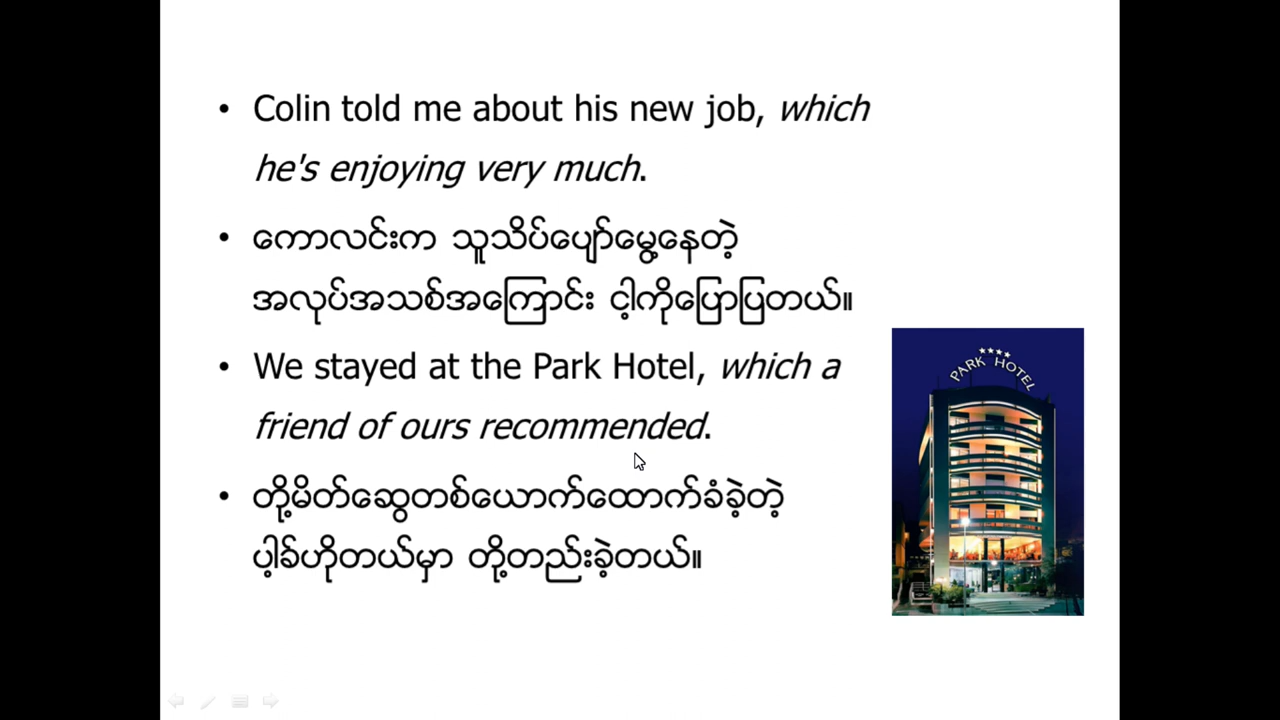 • Colin told me about his new job, which
he's enjoying very much.
• ကောလင်းက သူသိပ်ပျော်မွေ့နေတဲ့
အလုပ်အသစ်အကြောင်း ငါ့ကိုပြောပြတယ်။
• We stayed at the Park Hotel, which a
friend of ours recommended.
• တို့မိတ်ဆွေတစ်ယောက်ထောက်ခံခဲ့တဲ့
ပါ့ခ်ဟိုတယ်မှာ တို့တည်းခဲ့တယ်။
PARK HOTEL